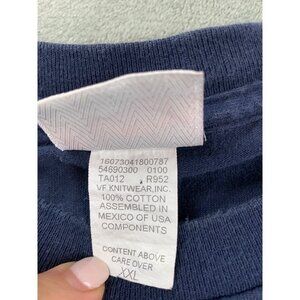 16073041800787
54690300 0100
TA012 , R952
VF KNITWEAR,INC.
100% COTTON
ASSEMBLED IN
MEXICO OF USA
COMPONENTS
CONTENT ABOVE
CARE OVER
XXL